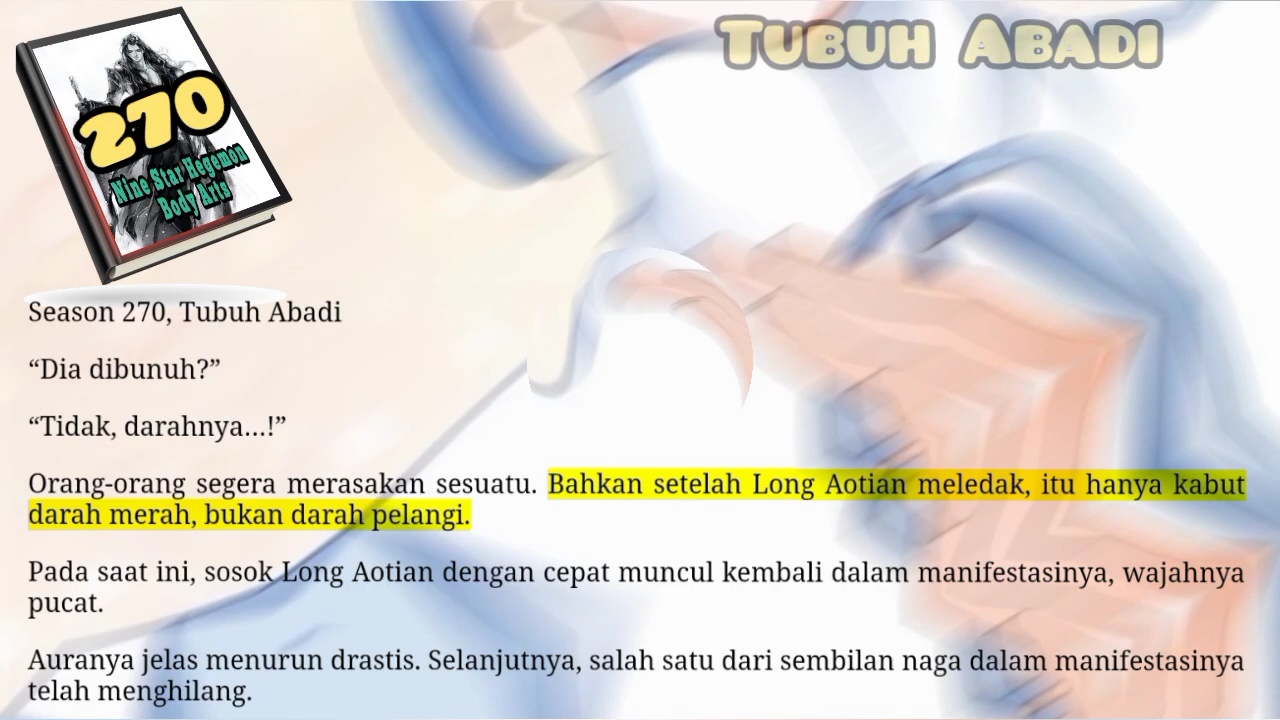 Tubuh Abadi
270
Nine Star Hegemon
Body Arts
Season 270, Tubuh Abadi
“Dia dibunuh?”
“Tidak, darahnya...!”
Orang-orang segera merasakan sesuatu. Bahkan setelah Long Aotian meledak, itu hanya kabut
darah merah, bukan darah pelangi.
Pada saat ini, sosok Long Aotian dengan cepat muncul kembali dalam manifestasinya, wajahnya
pucat.
Auranya jelas menurun drastis. Selanjutnya, salah satu dari sembilan naga dalam manifestasinya
telah menghilang.